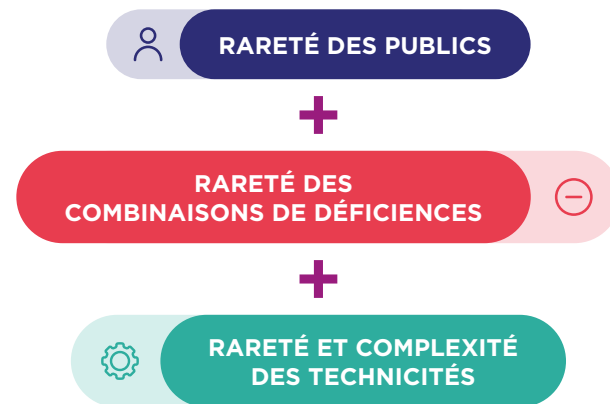 RARETÉ DES PUBLICS
+
RARETÉ DES
COMBINAISONS DE DÉFICIENCES
+
RARETÉ ET COMPLEXITÉ
DES TECHNICITÉS